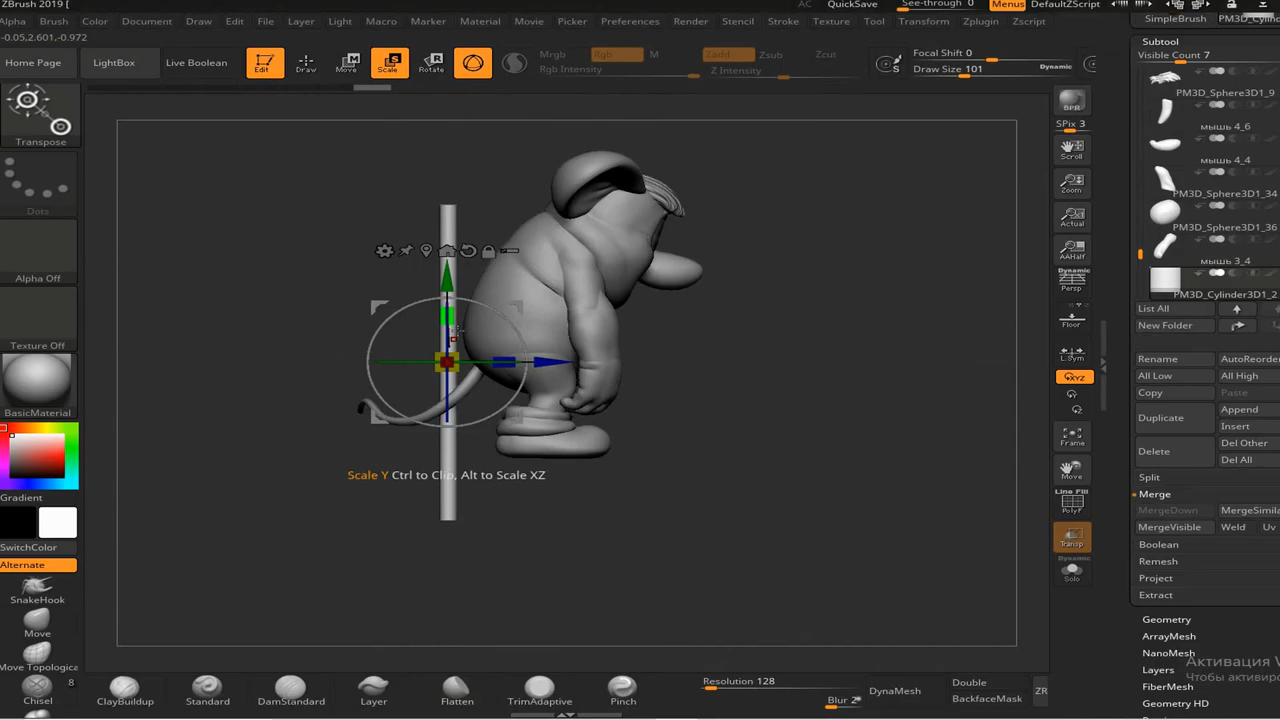 ZBrush 2019 [
AC QuickSave See-through 0 Menus DefaultZScript
Alpha Brush Color Document Draw Edit File Layer Light Macro Marker Material Movie Picker Preferences Render Stencil Stroke Texture Tool Transform Zplugin Zscript
SimpleBrush PM3D_Cylind
-0.05,2.601,-0.972
Home Page LightBox Live Boolean Edit Draw Move Scale Rotate
Mrgb Rgb M Zadd Zsub Zcut
Rgb Intensity Z Intensity
Focal Shift 0
Draw Size 101 Dynamic
Transpose
Dots
Alpha Off
Texture Off
BasicMaterial
Gradient
SwitchColor
Alternate
SnakeHook
Move
Move Topologica
Chisel 8
Scale Y Ctrl to Clip, Alt to Scale XZ
BPR
SPix 3
Scroll
Zoom
Actual
AAHalf
Dynamic
Persp
Floor
L.Sym
XYZ
Frame
Move
Line Fill
PolyF
Transp
Dynamic
Solo
Subtool
Visible Count 7
PM3D_Sphere3D1_9
мышь 4_6
мышь 4_4
PM3D_Sphere3D1_34
PM3D_Sphere3D1_36
мышь 3_4
PM3D_Cylinder3D1_2
List All
New Folder
Rename AutoReorder
All Low All High
Copy Paste
Duplicate Append
Insert
Delete Del Other
Del All
Split
Merge
MergeDown MergeSimila
MergeVisible Weld Uv
Boolean
Remesh
Project
Extract
Geometry
ArrayMesh
NanoMesh
Layers
FiberMesh
Geometry HD
Активация W
Чтобы активиро
ClayBuildup Standard DamStandard Layer Flatten TrimAdaptive Pinch
Resolution 128
Blur 2
DynaMesh
Double
BackfaceMask
ZR